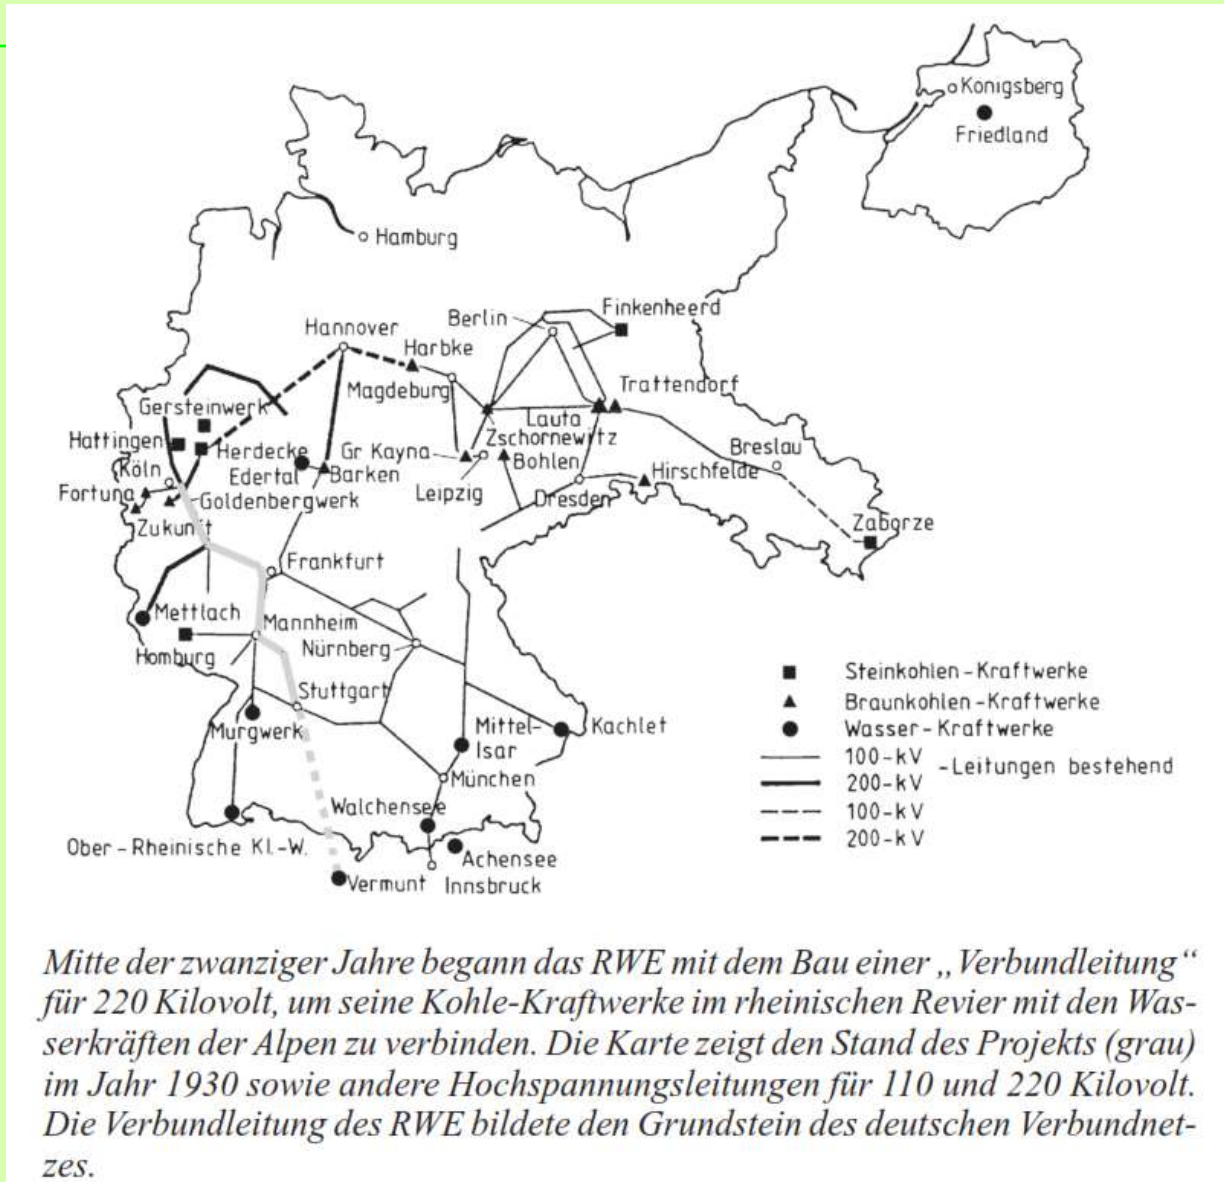 Königsberg
Friedland
Hamburg
Finkenheerd
Berlin
Hannover
Harbke
Magdeburg
Trattendorf
Gersteinwerk
Lauta
Zschornewitz
Hattingen
Herdecke
Gr Kayna
Breslau
Köln
Edertal
Barken
Bohlen
Hirschfelde
Fortuna
Goldenbergwerk
Leipzig
Dresden
Zukunft
Zaborze
Frankfurt
Mettlach
Mannheim
Homburg
Nürnberg
Stuttgart
Murgwerk
Mittel-
Isar
Kachlet
München
Walchensee
Ober-Rheinische Kl.-W.
Achensee
Vermunt
Innsbruck
Steinkohlen-Kraftwerke
Braunkohlen-Kraftwerke
Wasser-Kraftwerke
100-kV
-Leitungen bestehend
200-kV
100-kV
200-kV
Mitte der zwanziger Jahre begann das RWE mit dem Bau einer „Verbundleitung“
für 220 Kilovolt, um seine Kohle-Kraftwerke im rheinischen Revier mit den Was-
serkräften der Alpen zu verbinden. Die Karte zeigt den Stand des Projekts (grau)
im Jahr 1930 sowie andere Hochspannungsleitungen für 110 und 220 Kilovolt.
Die Verbundleitung des RWE bildete den Grundstein des deutschen Verbundnet-
zes.